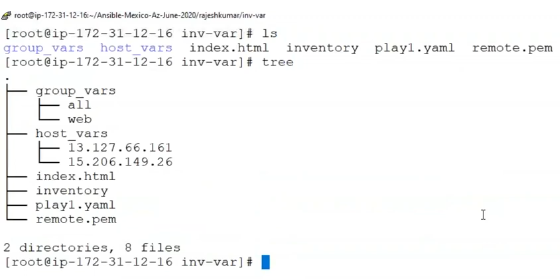 root@ip-172-31-12-16:~/Ansible-Mexico-Az-June-2020/rajeshkumar/inv-var
[root@ip-172-31-12-16 inv-var]# ls
group_vars  host_vars  index.html  inventory  play1.yaml  remote.pem
[root@ip-172-31-12-16 inv-var]# tree
.
├── group_vars
│   ├── all
│   └── web
├── host_vars
│   ├── 13.127.66.161
│   └── 15.206.149.26
├── index.html
├── inventory
├── play1.yaml
└── remote.pem
2 directories, 8 files
[root@ip-172-31-12-16 inv-var]#